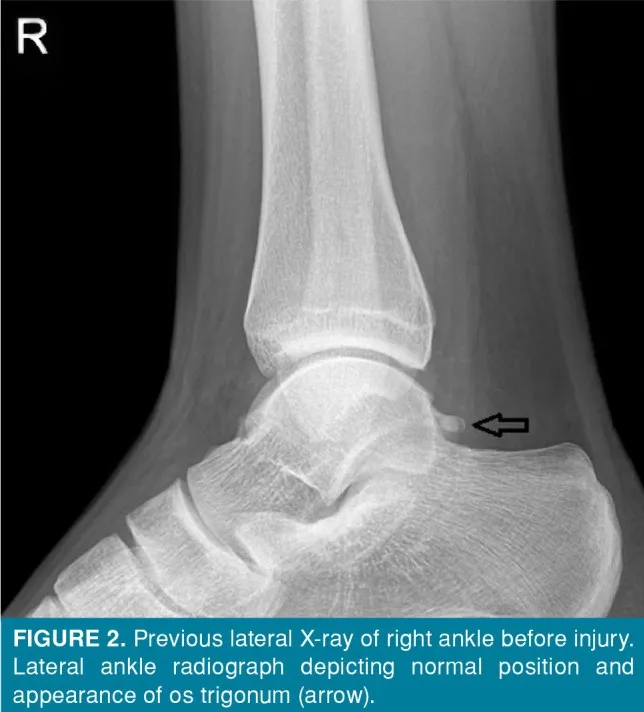 R
FIGURE 2. Previous lateral X-ray of right ankle before injury.
Lateral ankle radiograph depicting normal position and
appearance of os trigonum (arrow).